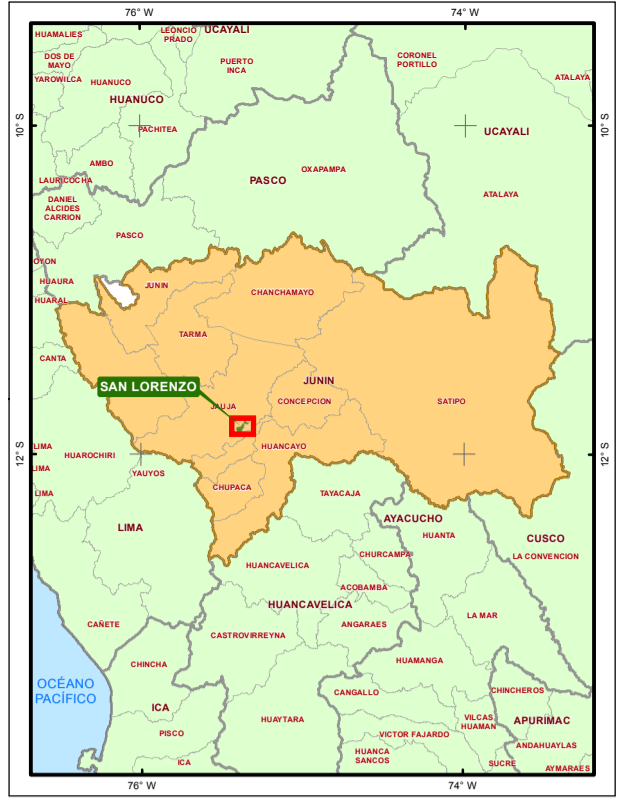 76° W
74° W
HUAMALIES
LEONCIO
PRADO
UCAYALI
DOS DE
MAYO
PUERTO
INCA
CORONEL
PORTILLO
YAROWILCA
HUANUCO
ATALAYA
HUANUCO
10° S
PACHITEA
UCAYALI
10° S
AMBO
OXAPAMPA
LAURICOCHA
PASCO
ATALAYA
DANIEL
ALCIDES
CARRION
PASCO
OYON
HUAURA
JUNIN
CHANCHAMAYO
HUARAL
TARMA
CANTA
SAN LORENZO
JUNIN
JAUJA
CONCEPCION
SATIPO
LIMA
HUAROCHIRI
HUANCAYO
12° S
12° S
LIMA
YAUYOS
LIMA
CHUPACA
TAYACAJA
LIMA
AYACUCHO
HUANTA
CUSCO
LA CONVENCION
HUANCAVELICA
CHURCAMPA
ACOBAMBA
HUANCAVELICA
LA MAR
CAÑETE
CASTROVIRREYNA
ANGARAES
CHINCHA
HUAMANGA
OCÉANO
PACÍFICO
CANGALLO
CHINCHEROS
ICA
HUAYTARA
VILCAS
HUAMAN
APURIMAC
PISCO
VICTOR FAJARDO
ANDAHUAYLAS
HUANCA
SANCOS
ICA
SUCRE
AYMARAES
76° W
74° W